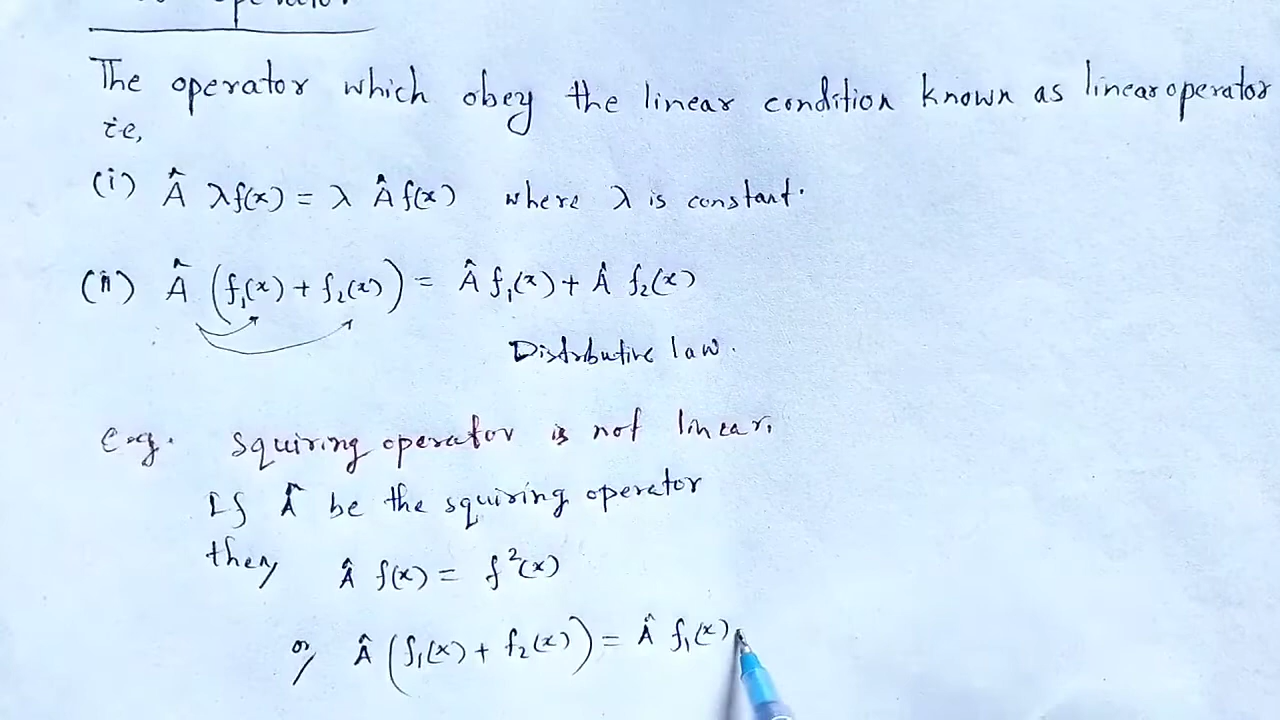 The operator which obey the linear condition known as linear operator
ie,
(i) Â λf(x) = λ Â f(x) where λ is constant.
(ii) Â (f₁(x) + f₂(x)) = Â f₁(x) + Â f₂(x)
Distributive law.
e.g. squiring operator is not linear.
If Â be the squiring operator
then, Â f(x) = f²(x)
or, Â (f₁(x) + f₂(x)) = Â f₁(x)